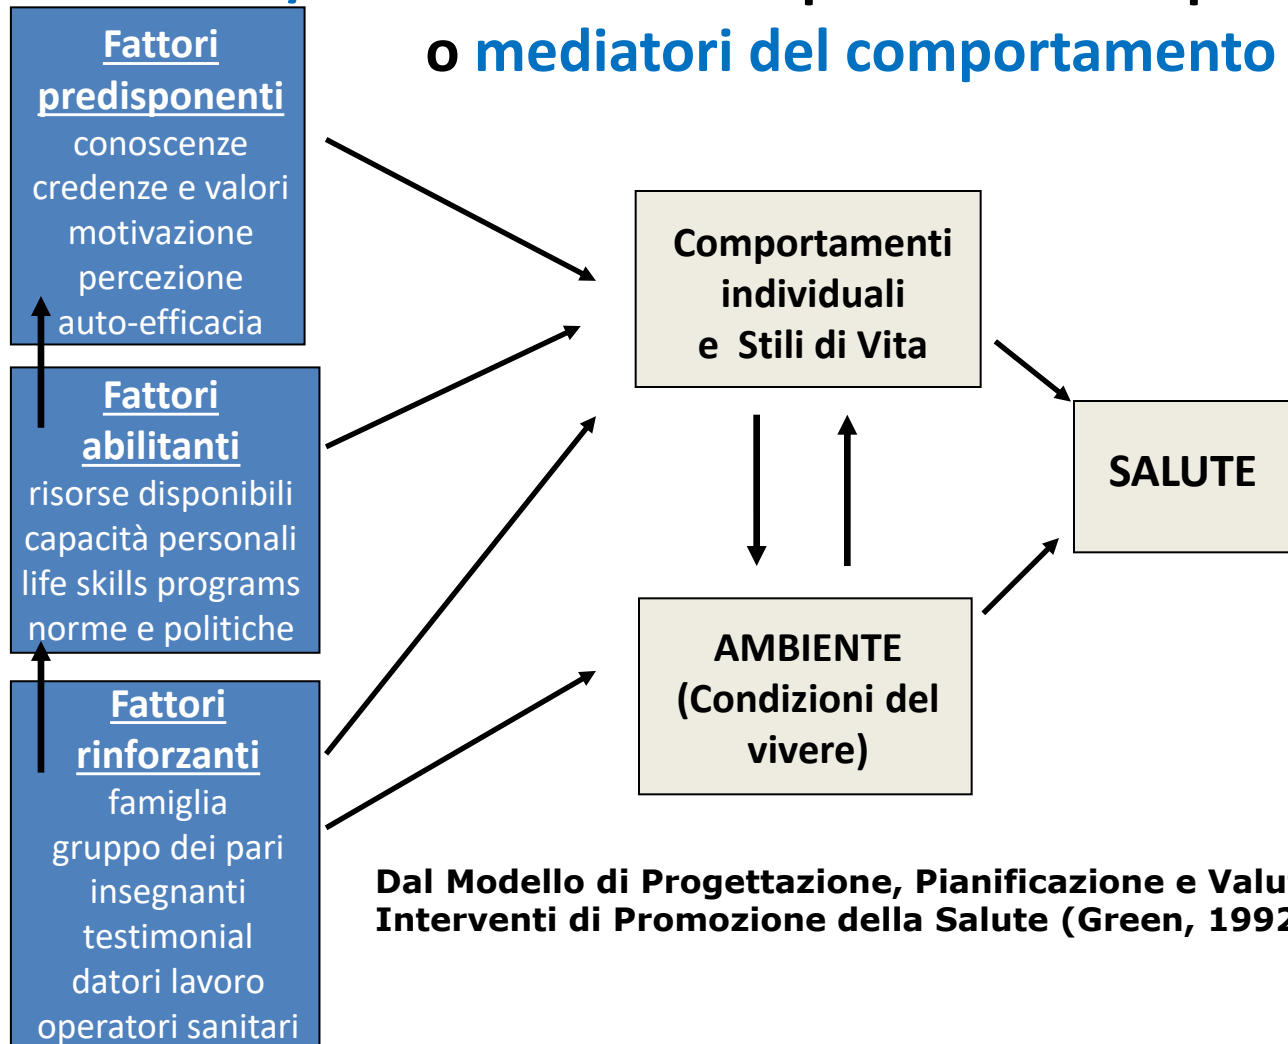 o mediatori del comportamento
Fattori
predisponenti
conoscenze
credenze e valori
motivazione
percezione
auto-efficacia
Fattori
abilitanti
risorse disponibili
capacità personali
life skills programs
norme e politiche
Fattori
rinforzanti
famiglia
gruppo dei pari
insegnanti
testimonial
datori lavoro
operatori sanitari
Comportamenti
individuali
e Stili di Vita
AMBIENTE
(Condizioni del
vivere)
SALUTE
Dal Modello di Progettazione, Pianificazione e Valu
Interventi di Promozione della Salute (Green, 1992